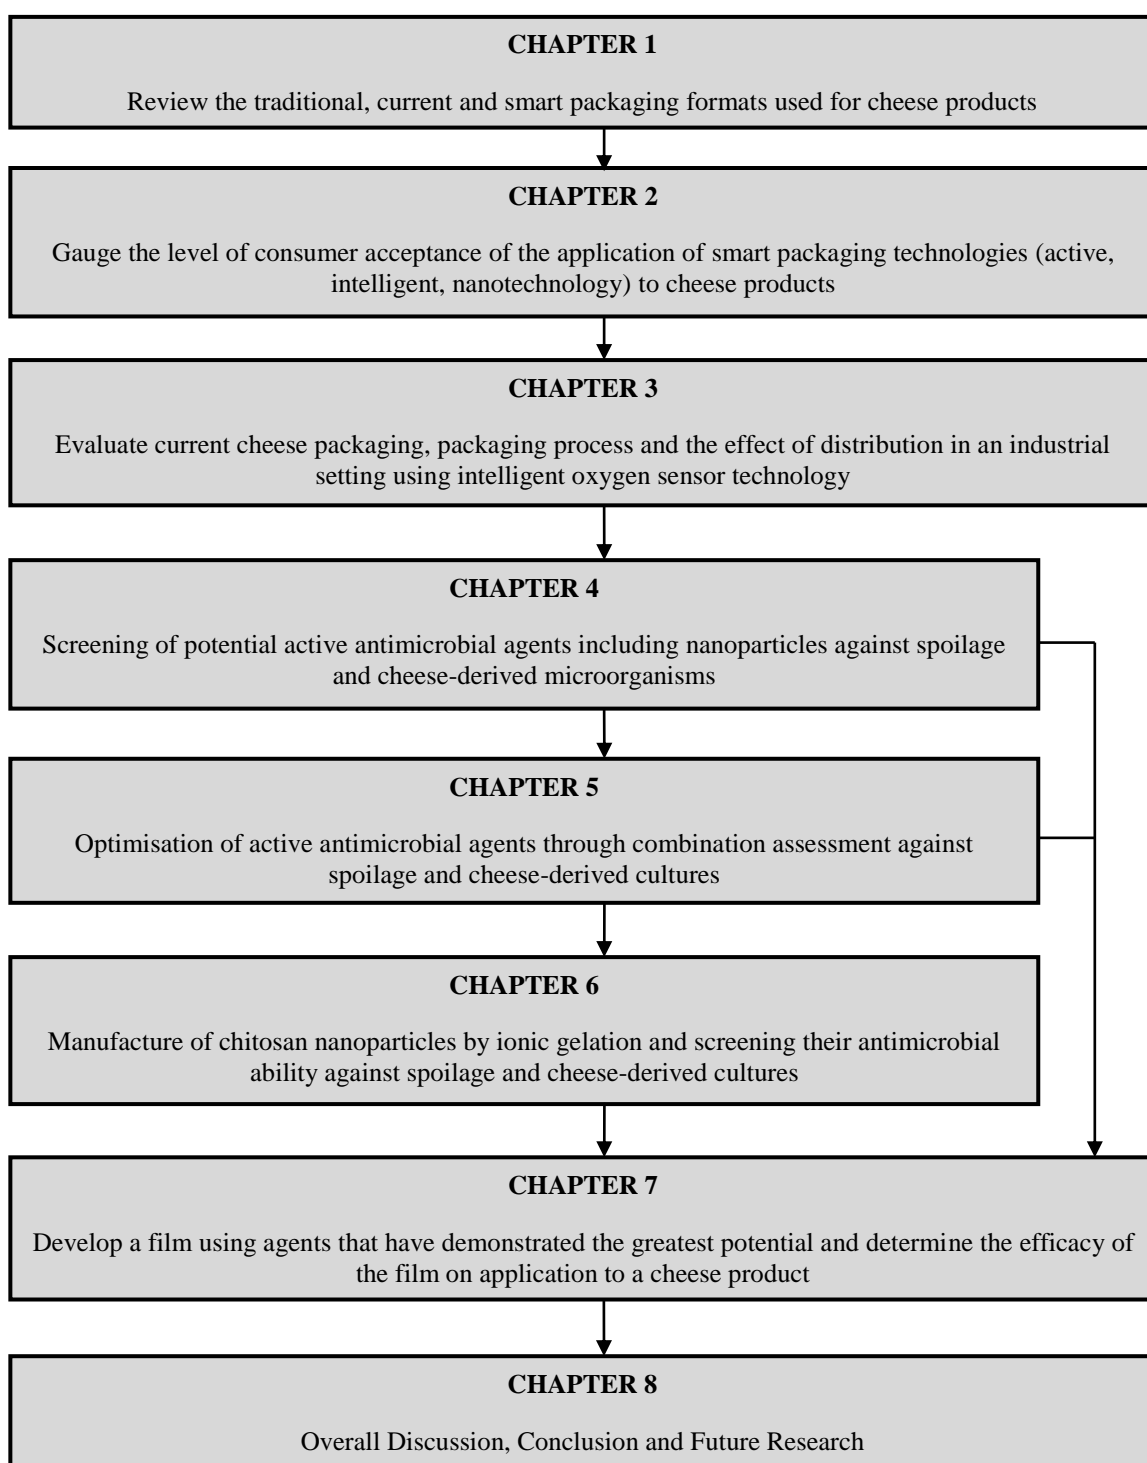 CHAPTER 1
Review the traditional, current and smart packaging formats used for cheese products
CHAPTER 2
Gauge the level of consumer acceptance of the application of smart packaging technologies (active,
intelligent, nanotechnology) to cheese products
CHAPTER 3
Evaluate current cheese packaging, packaging process and the effect of distribution in an industrial
setting using intelligent oxygen sensor technology
CHAPTER 4
Screening of potential active antimicrobial agents including nanoparticles against spoilage
and cheese-derived microorganisms
CHAPTER 5
Optimisation of active antimicrobial agents through combination assessment against
spoilage and cheese-derived cultures
CHAPTER 6
Manufacture of chitosan nanoparticles by ionic gelation and screening their antimicrobial
ability against spoilage and cheese-derived cultures
CHAPTER 7
Develop a film using agents that have demonstrated the greatest potential and determine the efficacy of
the film on application to a cheese product
CHAPTER 8
Overall Discussion, Conclusion and Future Research